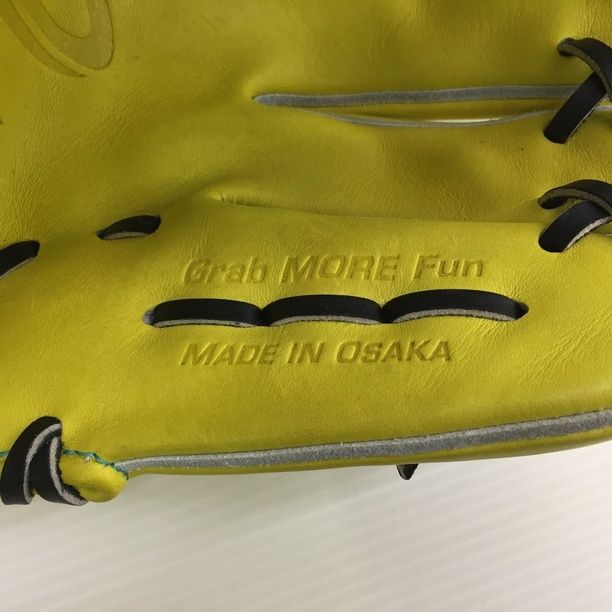 Grab MORE Fun
MADE IN OSAKA